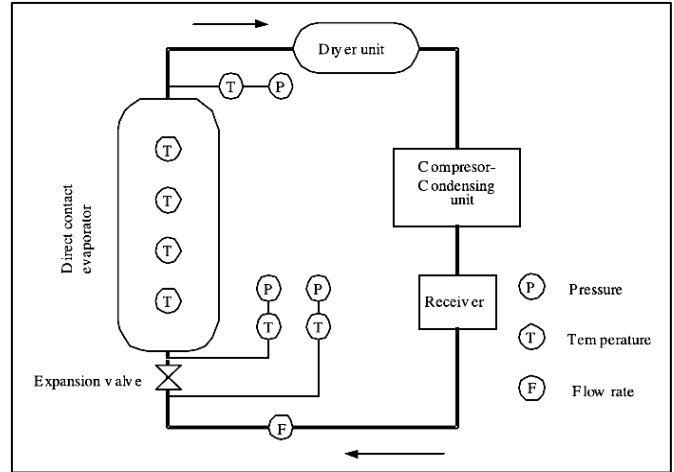 Dryer unit
T
P
Compresor-
Condensing
unit
T
T
T
T
Direct contact
evaporator
P
P
T
T
Receiver
P
Pressure
T
Temperature
F
Flow rate
Expansion valve
F